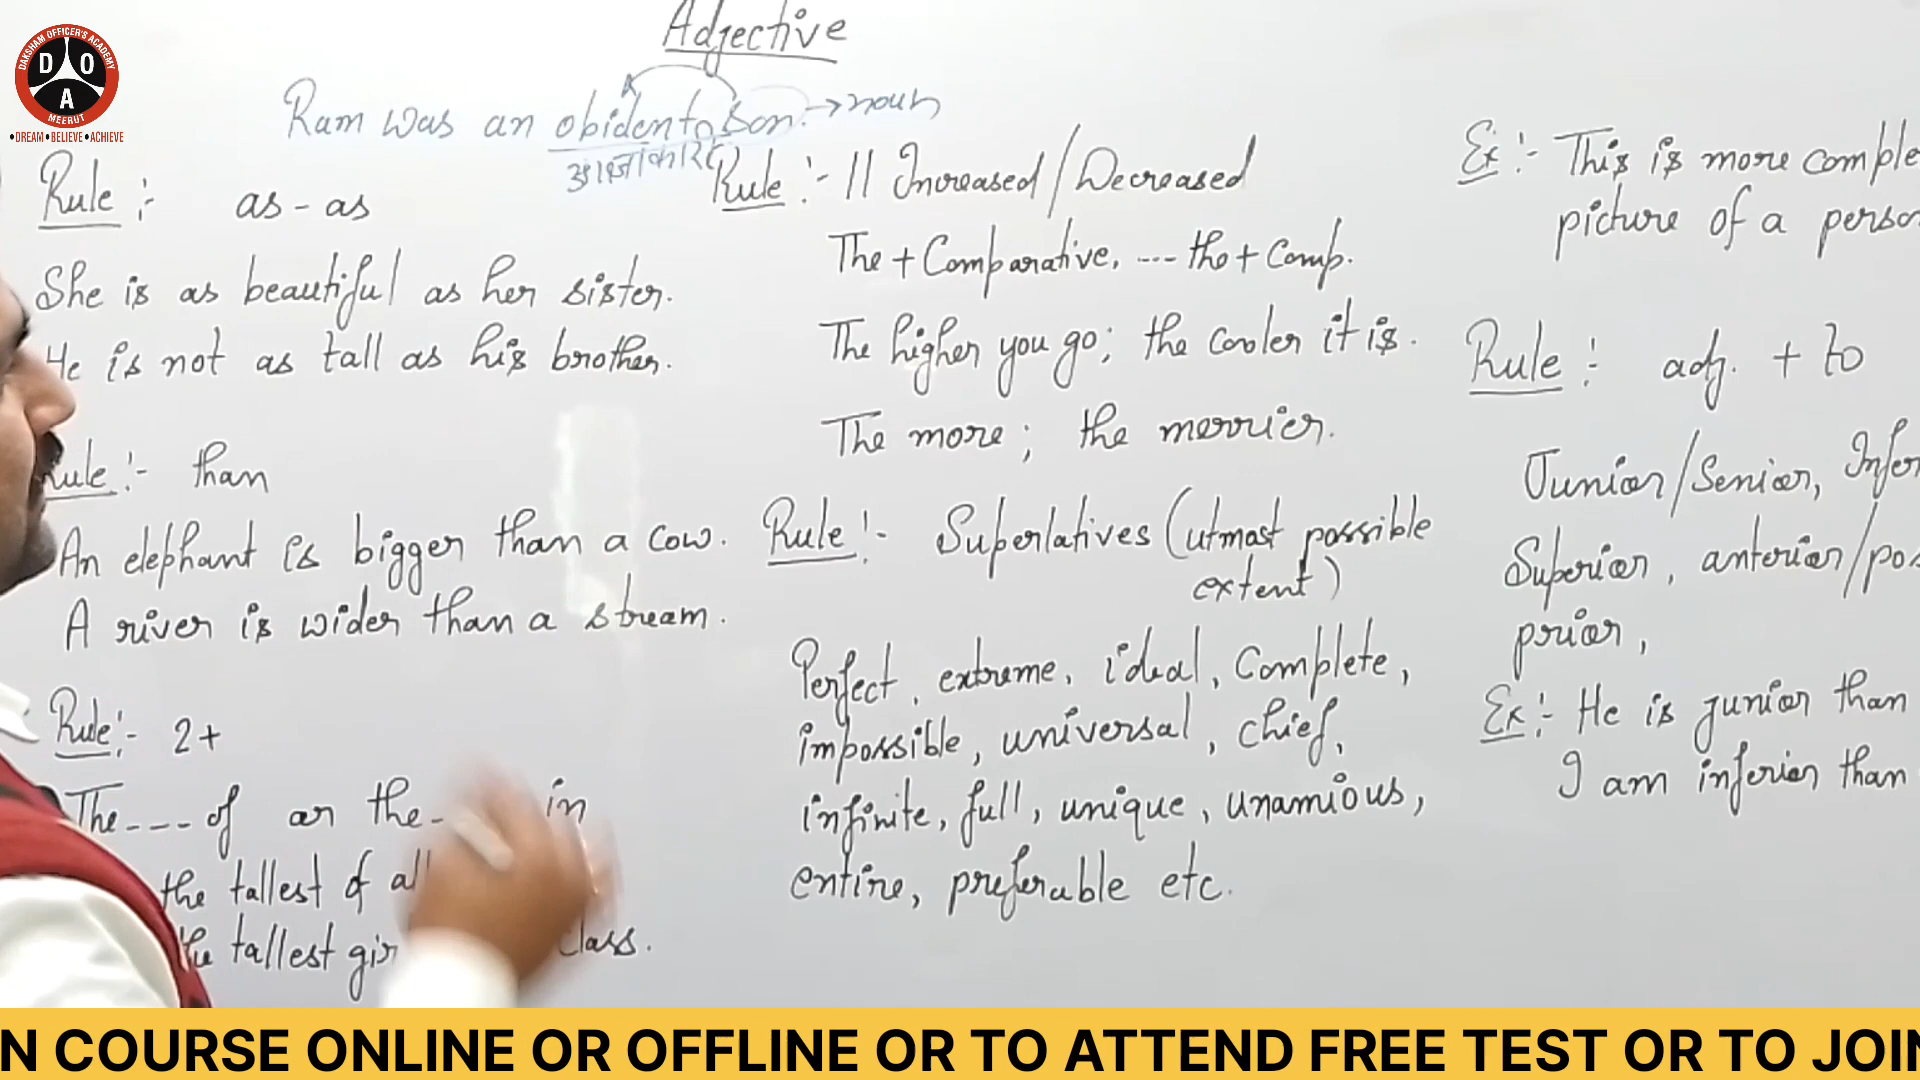 DAKSHAM OFFICER'S ACADEMY
D O
A
MEERUT
•DREAM•BELIEVE•ACHIEVE
Adjective
Ram was an obident son. → noun
Rule :- as - as
She is as beautiful as her sister.
He is not as tall as his brother.
Rule :- than
An elephant is bigger than a cow.
A river is wider than a stream.
Rule :- 2+
The --- of or the - in
the tallest of all
the tallest class.
Rule :- || Increased/Decreased
The + Comparative, --- the + Comp.
The higher you go; the cooler it is.
The more; the merrier.
Rule :- Superlatives (utmost possible
extent)
Perfect, extreme, ideal, Complete,
impossible, universal, chief,
infinite, full, unique, unamious,
entire, preferable etc.
Ex :- This is more comple
picture of a perso
Rule :- adj. + to
Junior/Senior, Infer
Superior, anterior/pos
prior,
Ex :- He is junior than
I am inferior than
N COURSE ONLINE OR OFFLINE OR TO ATTEND FREE TEST OR TO JOIN